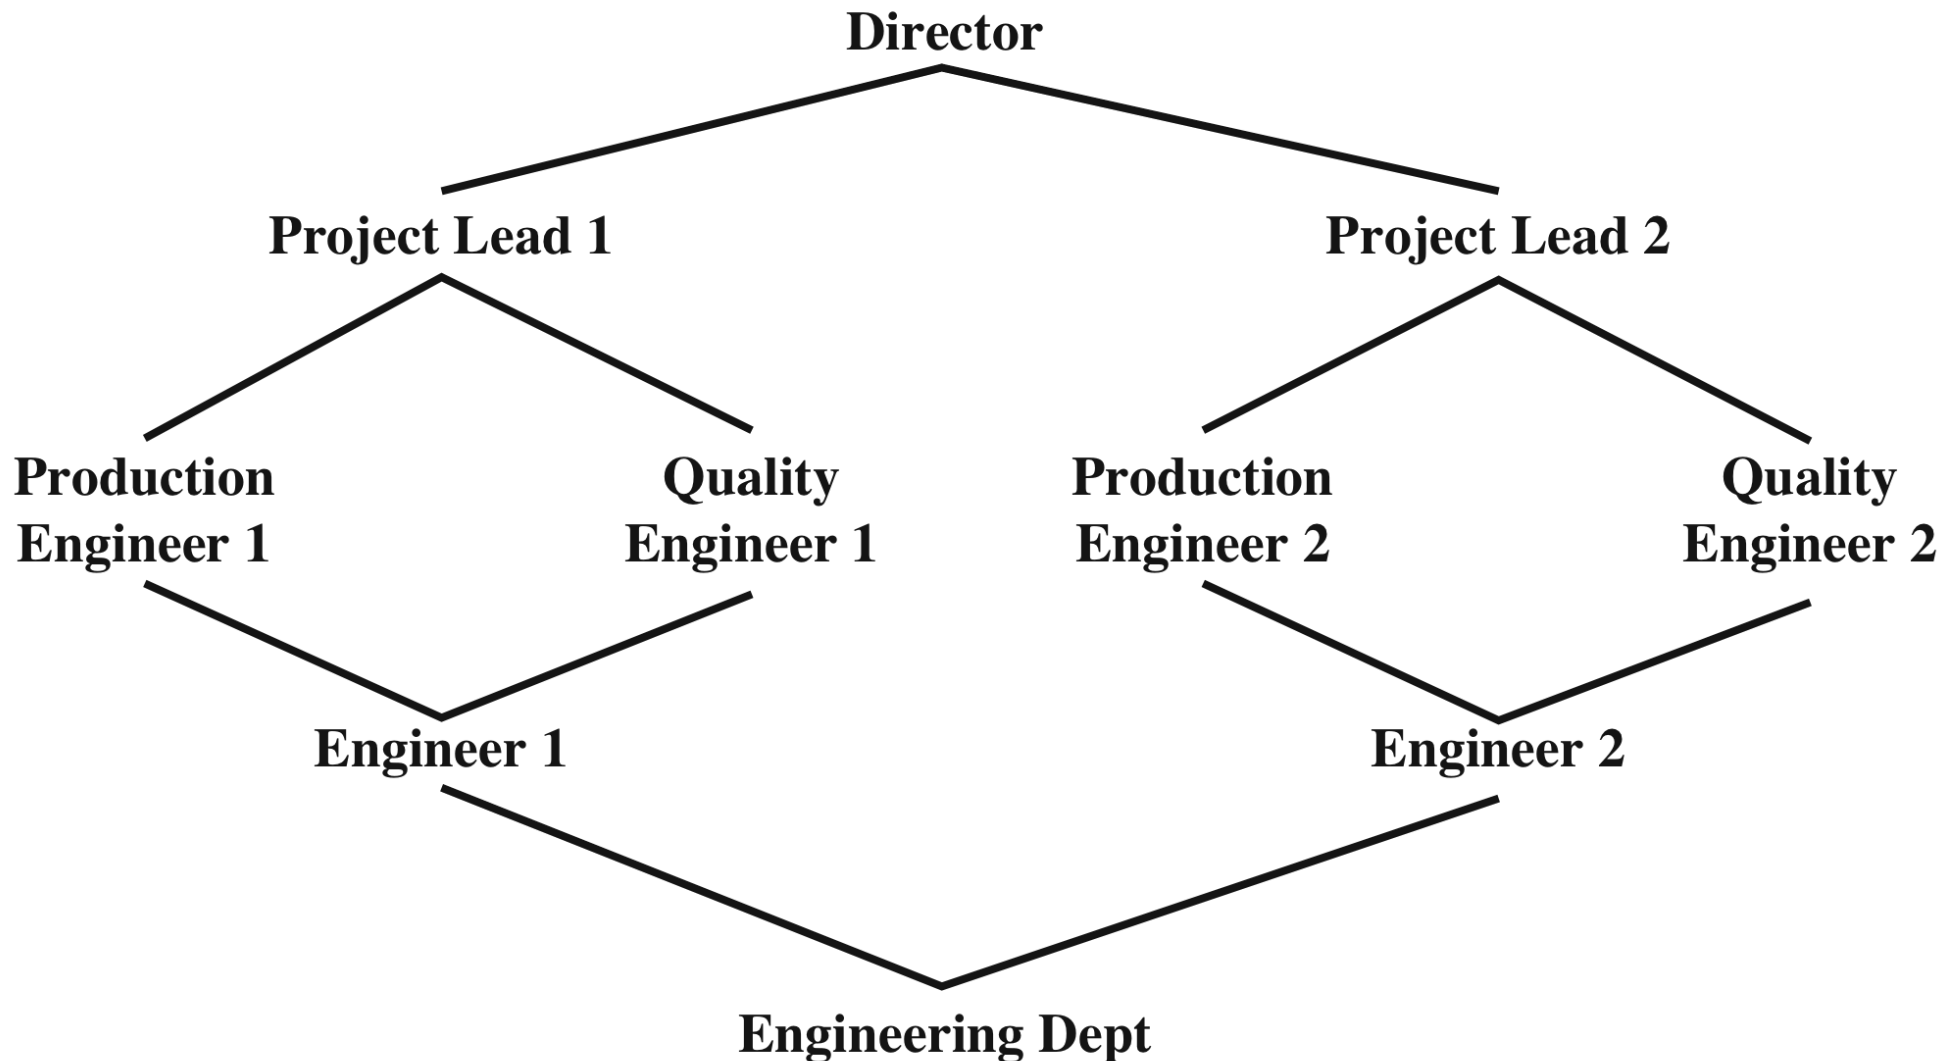 Director
Project Lead 1
Project Lead 2
Production
Engineer 1
Quality
Engineer 1
Production
Engineer 2
Quality
Engineer 2
Engineer 1
Engineer 2
Engineering Dept